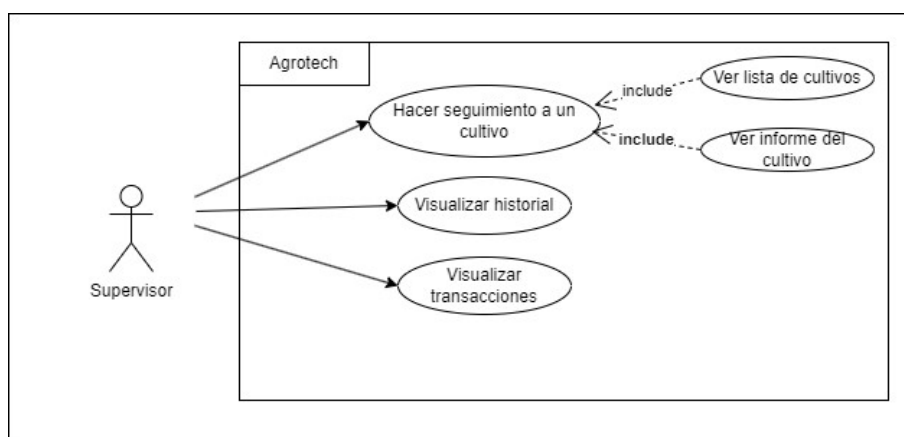 Agrotech
Hacer seguimiento a un
cultivo
include
Ver lista de cultivos
include
Ver informe del
cultivo
Visualizar historial
Visualizar
transacciones
Supervisor